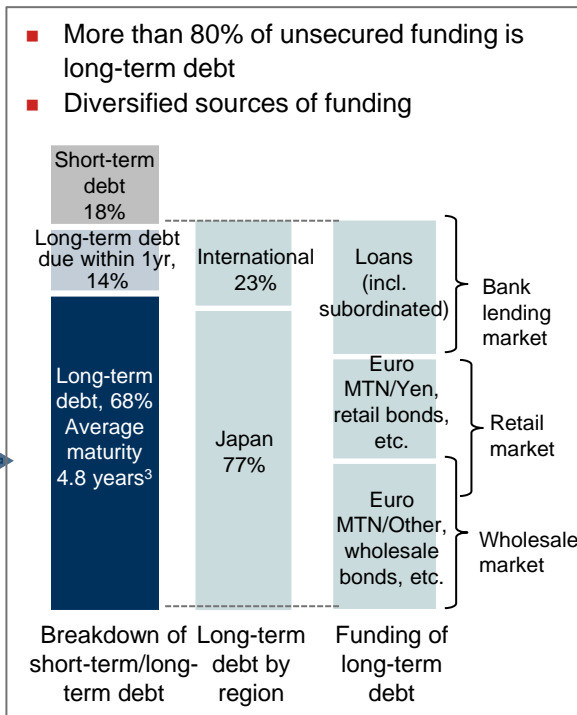 More than 80% of unsecured funding is
long-term debt
Diversified sources of funding
Short-term
debt
18%
Long-term debt
due within 1yr,
14%
Long-term
debt, 68%
Average
maturity
4.8 years3
International
23%
Japan
77%
Loans
(incl.
subordinated)
Euro
MTN/Yen,
retail bonds,
etc.
Euro
MTN/Other,
wholesale
bonds, etc.
Bank
lending
market
Retail
market
Wholesale
market
Breakdown of
short-term/long-
term debt
Long-term
debt by
region
Funding of
long-term
debt